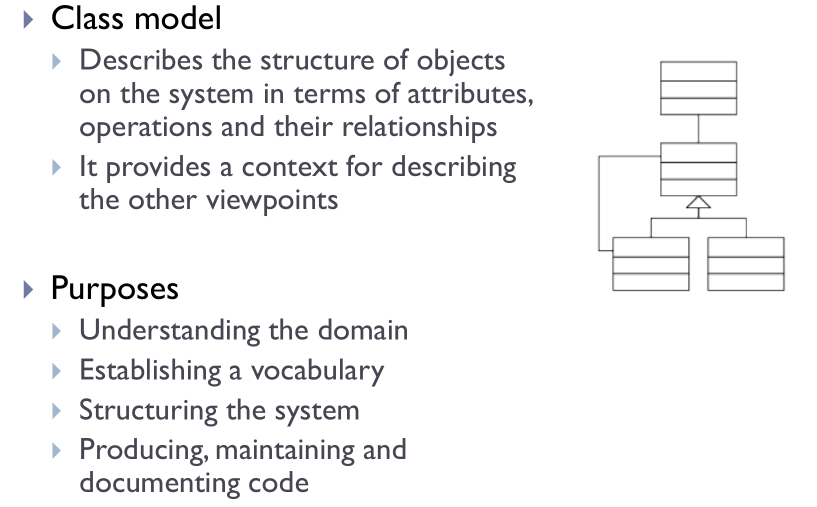 Class model
Describes the structure of objects
on the system in terms of attributes,
operations and their relationships
It provides a context for describing
the other viewpoints
Purposes
Understanding the domain
Establishing a vocabulary
Structuring the system
Producing, maintaining and
documenting code